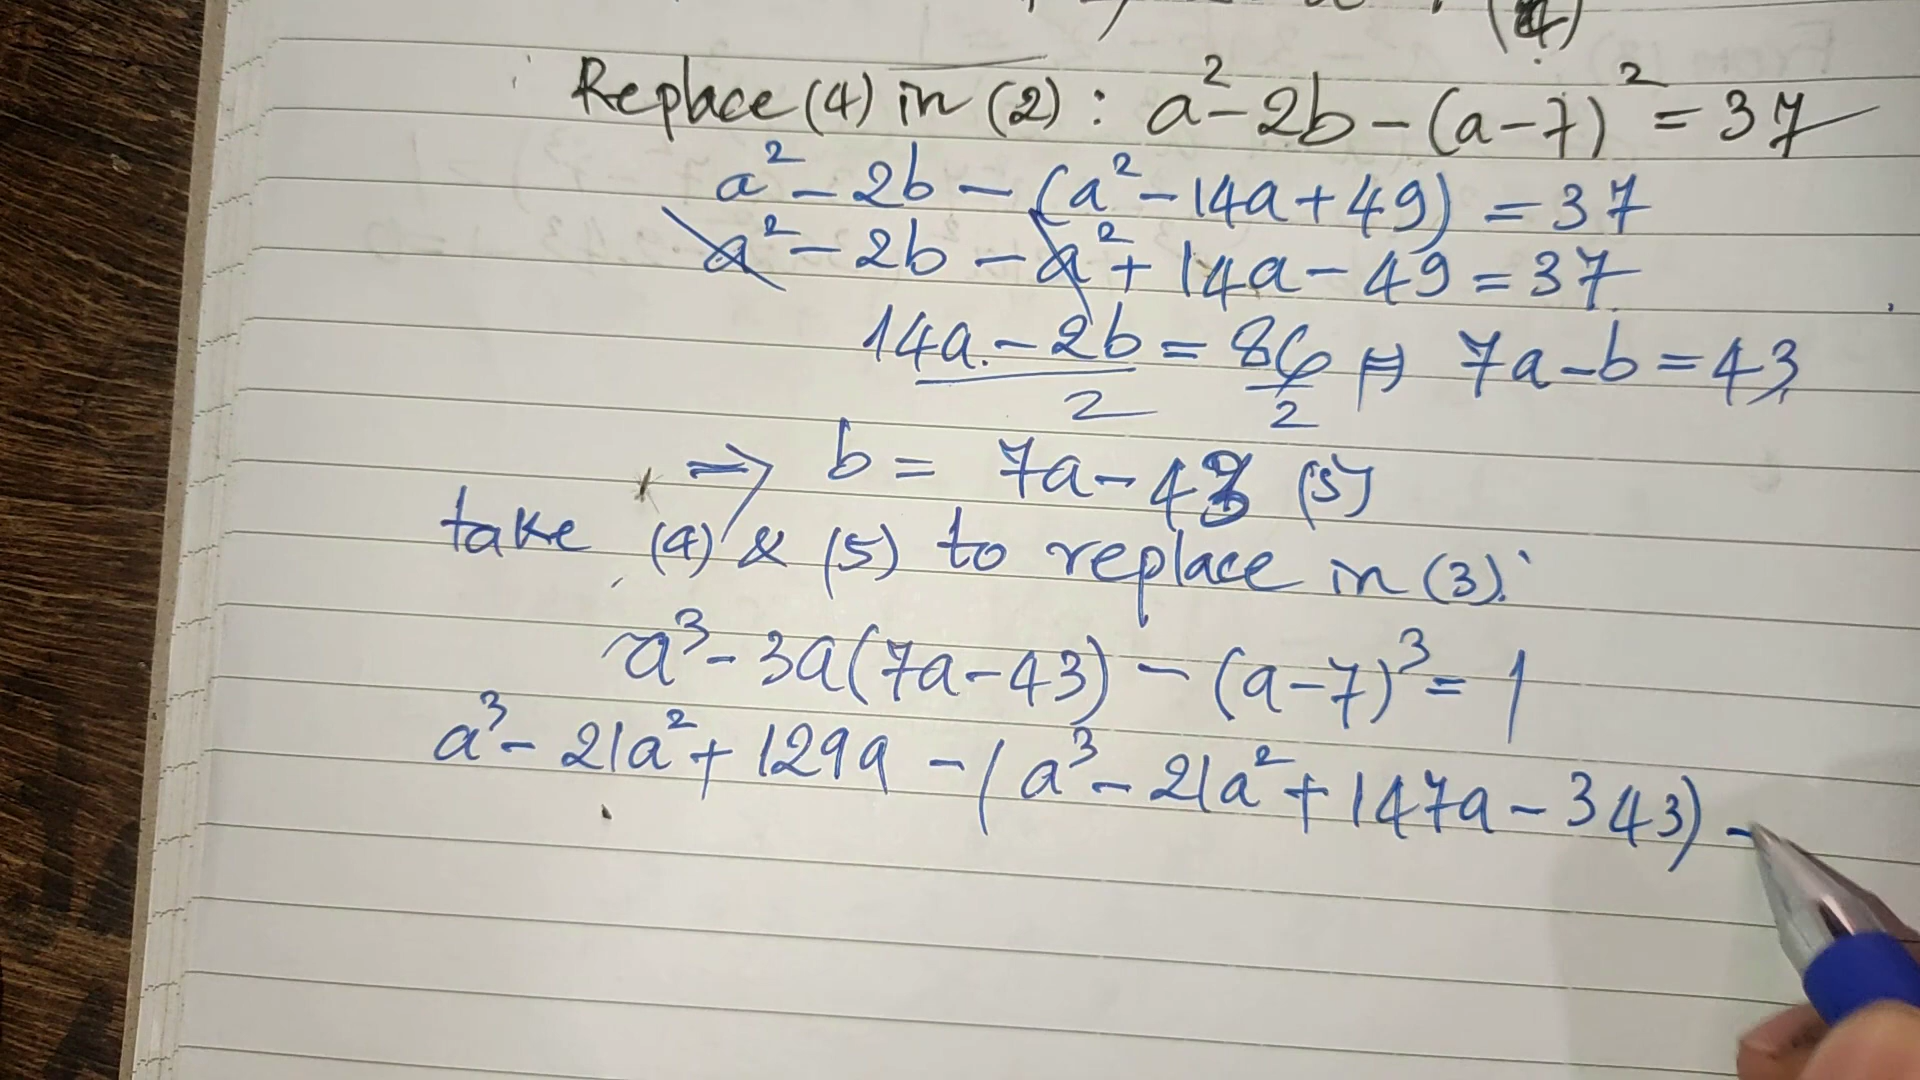 (4)
Replace (4) in (2) : a² - 2b - (a-7)² = 37
a² - 2b - (a² - 14a + 49) = 37
a² - 2b - a² + 14a - 49 = 37
14a - 2b / 2 = 86 / 2 ⇒ 7a - b = 43
⇒ b = 7a - 43 (5)
take (4) & (5) to replace in (3):
a³ - 3a(7a - 43) - (a - 7)³ = 1
a³ - 21a² + 129a - (a³ - 21a² + 147a - 343) -